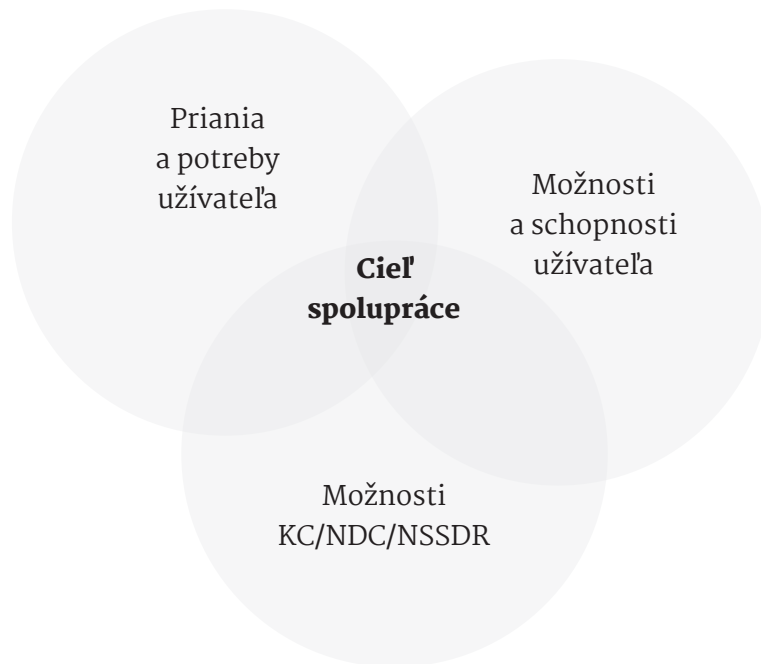 Priania
a potreby
užívateľa
Možnosti
a schopnosti
užívateľa
Cieľ
spolupráce
Možnosti
KC/NDC/NSSDR